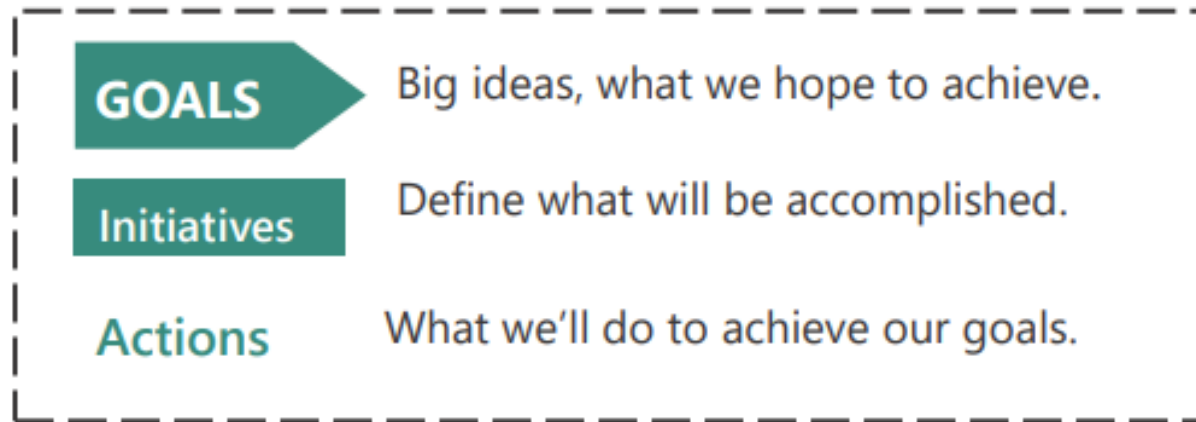 GOALS Big ideas, what we hope to achieve.
Initiatives Define what will be accomplished.
Actions What we’ll do to achieve our goals.